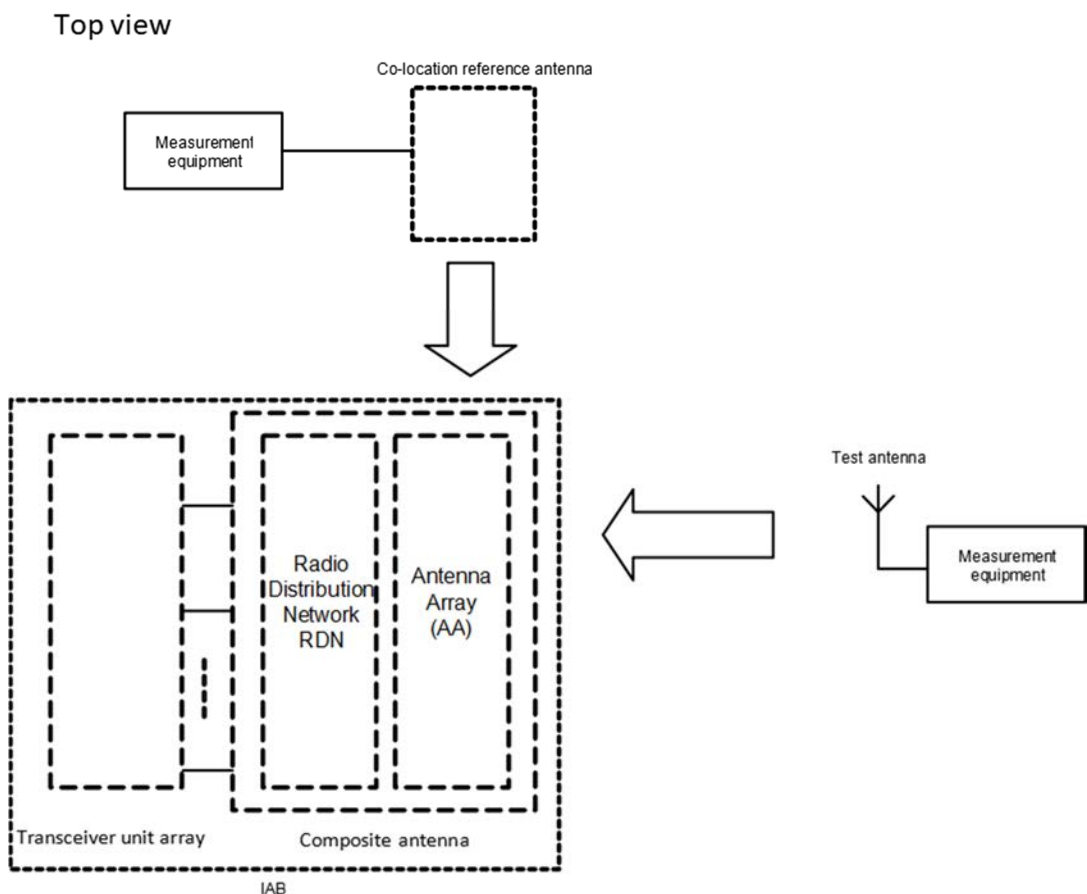 Top view
Co-location reference antenna
Measurement
equipment
Test antenna
Measurement
equipment
Radio
Distribution
Network
RDN
Antenna
Array
(AA)
Transceiver unit array
Composite antenna
IAB